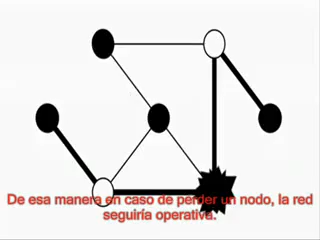 De esa manera en caso de perder un nodo, la red
seguiría operativa.